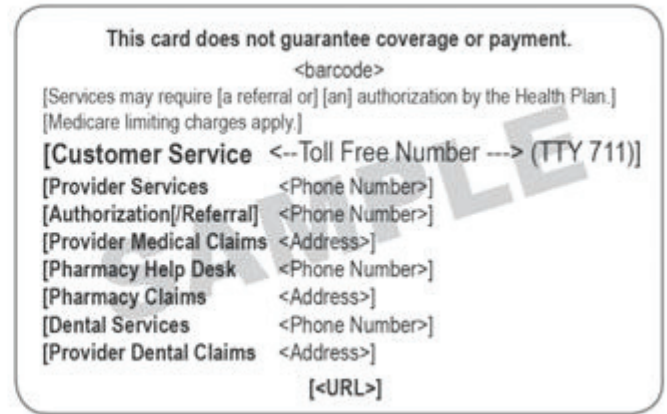 This card does not guarantee coverage or payment.
<barcode>
[Services may require [a referral or] [an] authorization by the Health Plan.]
[Medicare limiting charges apply.]
[Customer Service <--Toll Free Number ---> (TTY 711)]
[Provider Services <Phone Number>]
[Authorization[/Referral] <Phone Number>]
[Provider Medical Claims <Address>]
[Pharmacy Help Desk <Phone Number>]
[Pharmacy Claims <Address>]
[Dental Services <Phone Number>]
[Provider Dental Claims <Address>]
[<URL>]
SAMPLE